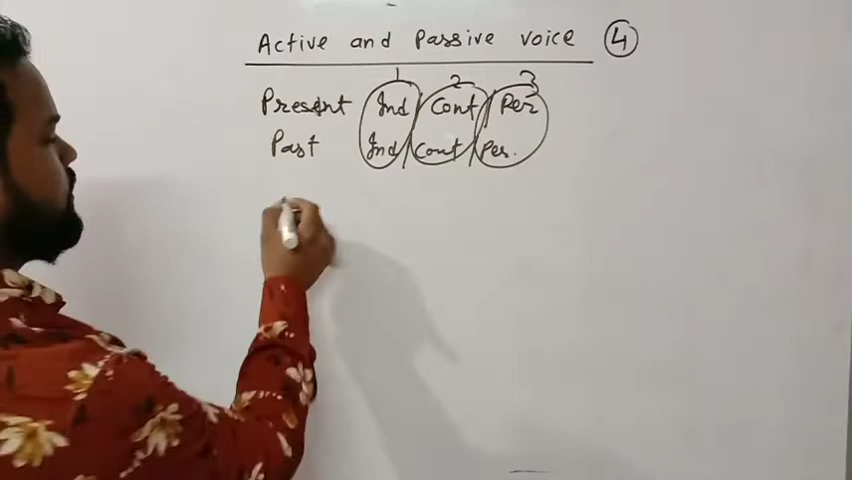 Active and Passive voice 4
1 2 3
Present Ind Cont Per
Past Ind Cont Per.